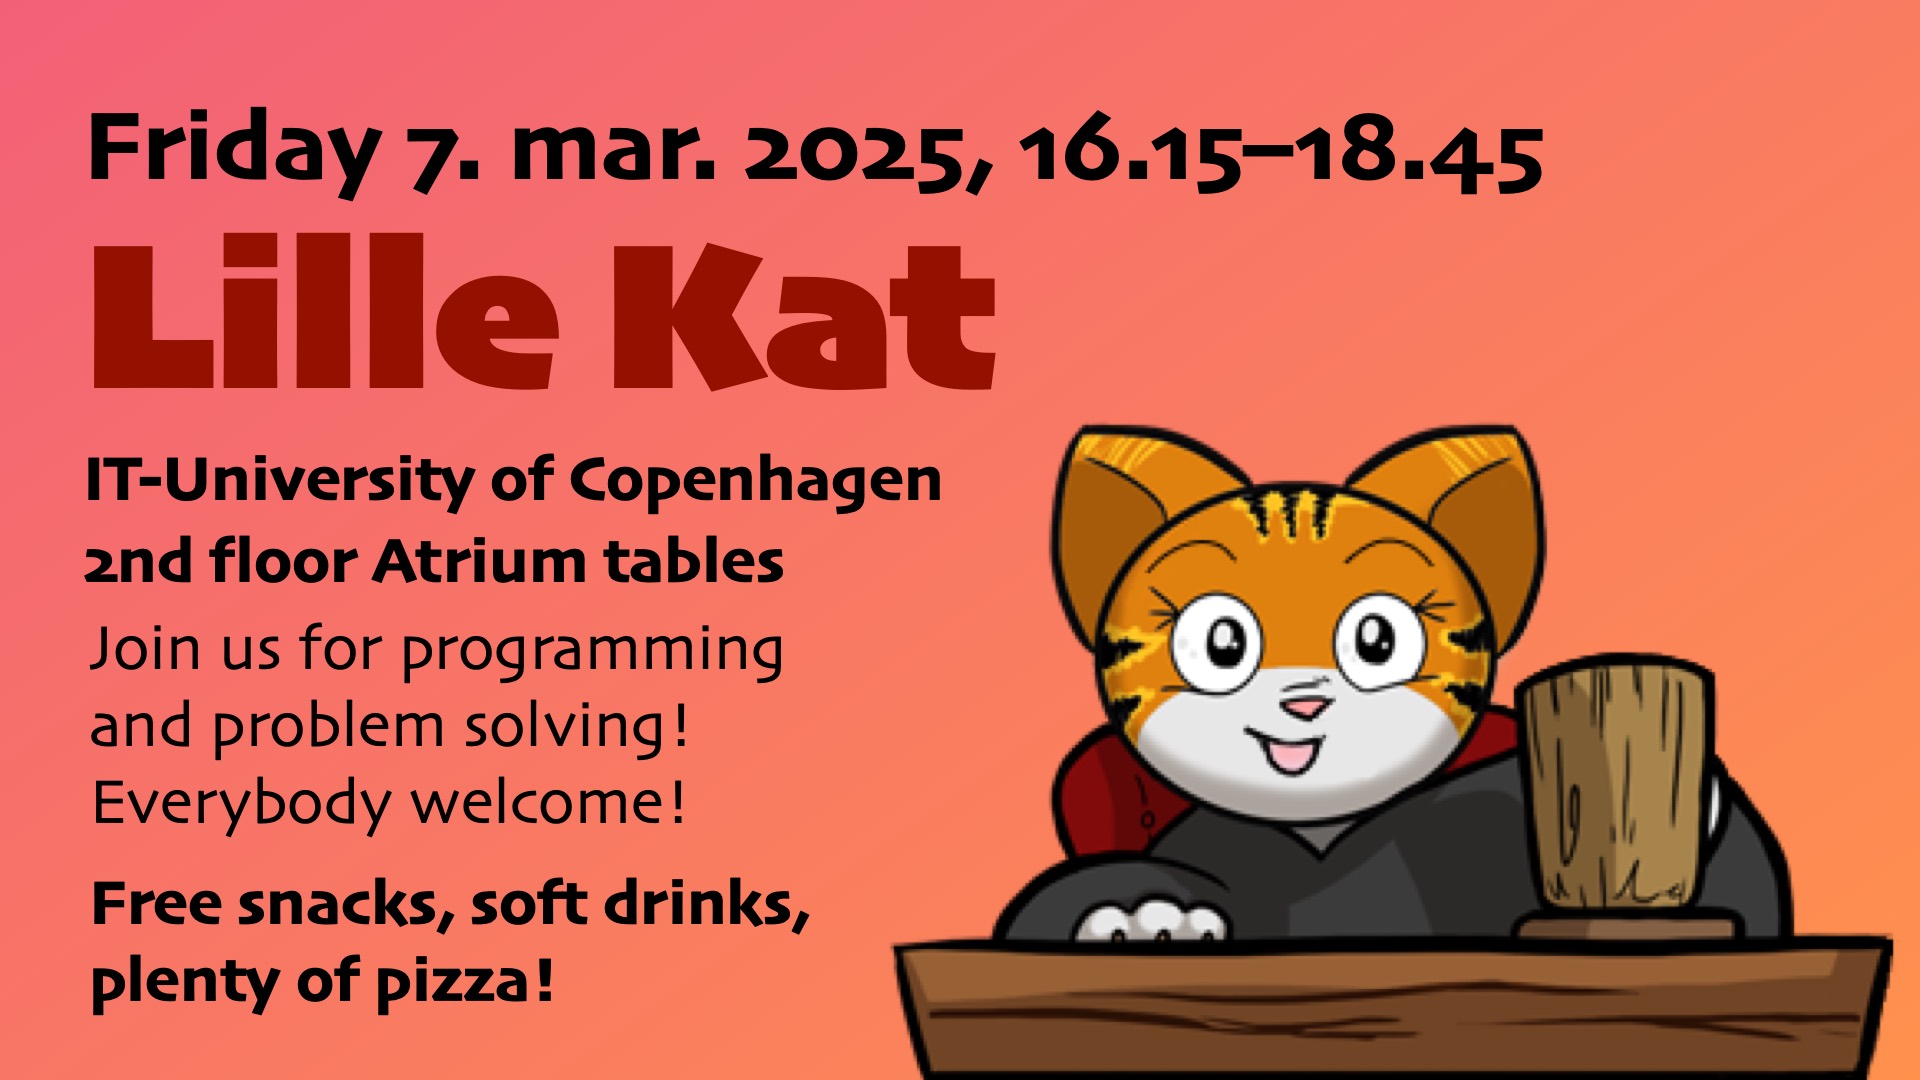 Friday 7. mar. 2025, 16.15–18.45
Lille Kat
IT-University of Copenhagen
2nd floor Atrium tables
Join us for programming
and problem solving!
Everybody welcome!
Free snacks, soft drinks,
plenty of pizza!